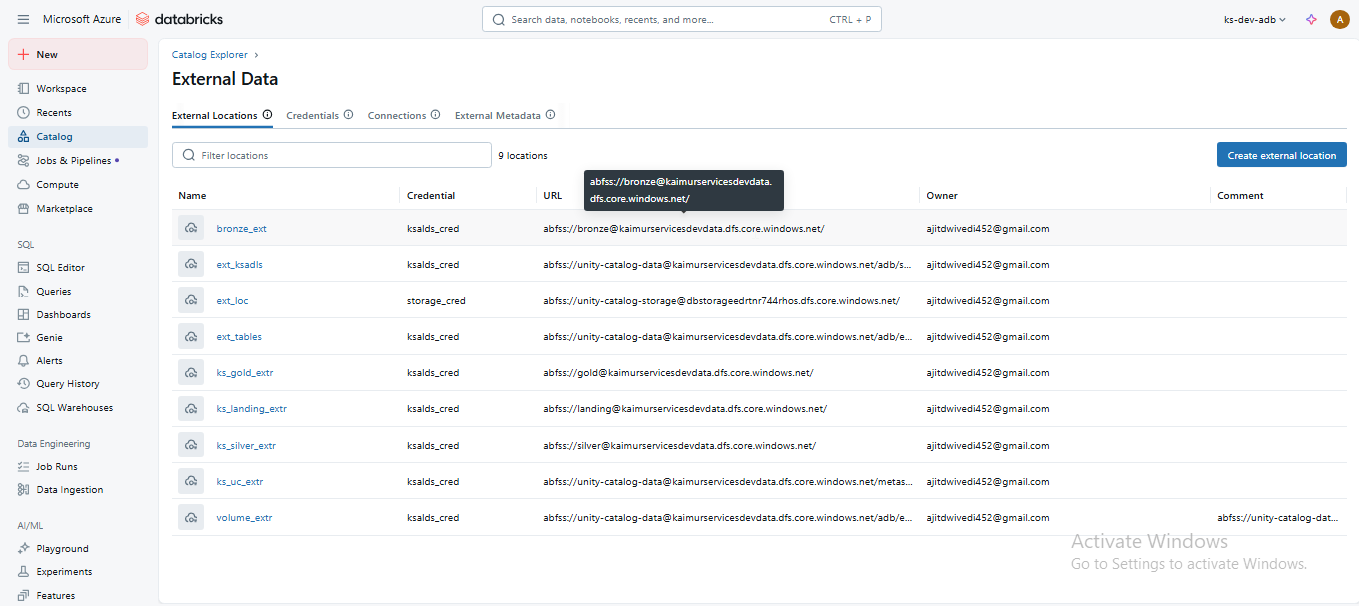 Microsoft Azure databricks
Search data, notebooks, recents, and more... CTRL + P
ks-dev-adb
A
New
Workspace
Recents
Catalog
Jobs & Pipelines
Compute
Marketplace
SQL
SQL Editor
Queries
Dashboards
Genie
Alerts
Query History
SQL Warehouses
Data Engineering
Job Runs
Data Ingestion
AI/ML
Playground
Experiments
Features
Catalog Explorer
External Data
External Locations Credentials Connections External Metadata
Filter locations 9 locations Create external location
abfss://bronze@kaimurservicesdevdata.
dfs.core.windows.net/
Name Credential URL Owner Comment
bronze_ext ksalds_cred abfss://bronze@kaimurservicesdevdata.dfs.core.windows.net/ ajitdwivedi452@gmail.com
ext_ksadls ksalds_cred abfss://unity-catalog-data@kaimurservicesdevdata.dfs.core.windows.net/adb/s... ajitdwivedi452@gmail.com
ext_loc storage_cred abfss://unity-catalog-storage@dbstorageedrtnr744rhos.dfs.core.windows.net/ ajitdwivedi452@gmail.com
ext_tables ksalds_cred abfss://unity-catalog-data@kaimurservicesdevdata.dfs.core.windows.net/adb/e... ajitdwivedi452@gmail.com
ks_gold_extr ksalds_cred abfss://gold@kaimurservicesdevdata.dfs.core.windows.net/ ajitdwivedi452@gmail.com
ks_landing_extr ksalds_cred abfss://landing@kaimurservicesdevdata.dfs.core.windows.net/ ajitdwivedi452@gmail.com
ks_silver_extr ksalds_cred abfss://silver@kaimurservicesdevdata.dfs.core.windows.net/ ajitdwivedi452@gmail.com
ks_uc_extr ksalds_cred abfss://unity-catalog-data@kaimurservicesdevdata.dfs.core.windows.net/metas... ajitdwivedi452@gmail.com
volume_extr ksalds_cred abfss://unity-catalog-data@kaimurservicesdevdata.dfs.core.windows.net/adb/e... ajitdwivedi452@gmail.com abfss://unity-catalog-dat...
Activate Windows
Go to Settings to activate Windows.